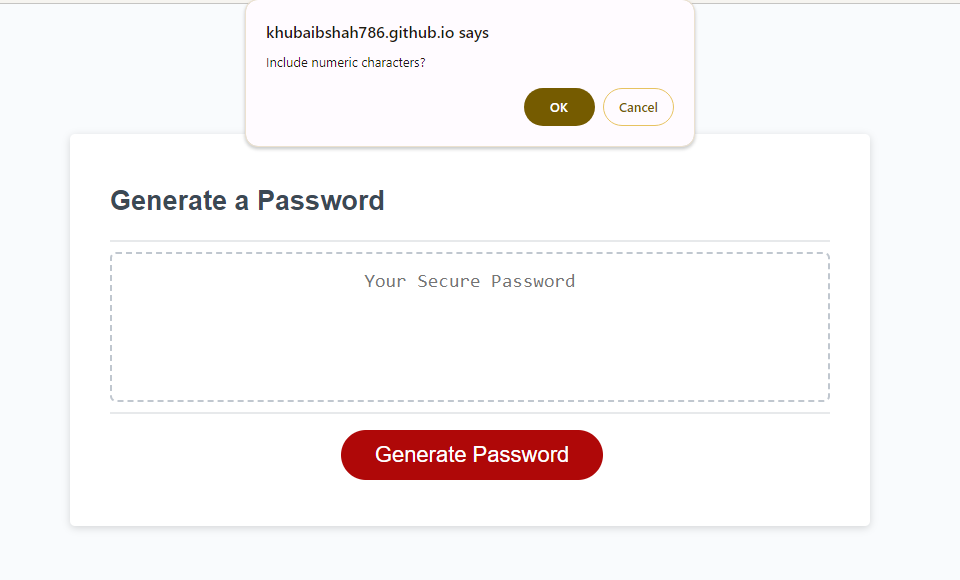 khubaibshah786.github.io says
Include numeric characters?
OK
Cancel
Generate a Password
Your Secure Password
Generate Password